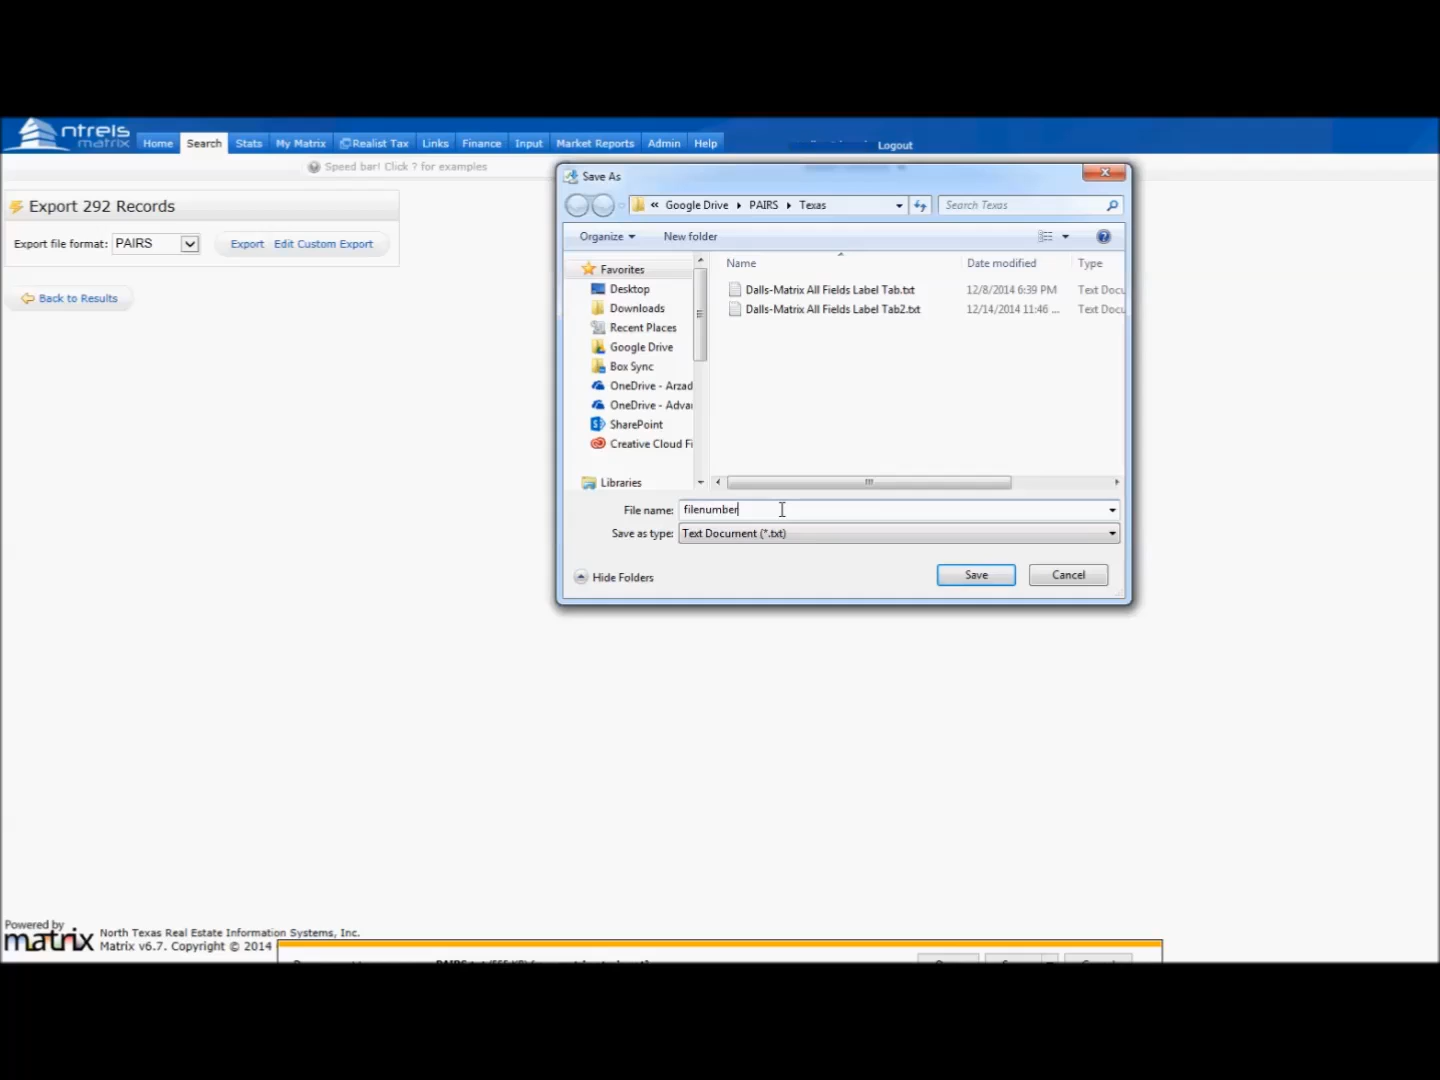 ntreis
matrix
Home Search Stats My Matrix Realist Tax Links Finance Input Market Reports Admin Help Logout
Speed bar! Click ? for examples
Export 292 Records
Export file format: PAIRS Export Edit Custom Export
Back to Results
Save As
« Google Drive Texas PAIRS
Search Texas
Organize New folder
Name Date modified Type
Favorites
Desktop
Downloads
Recent Places
Google Drive
Box Sync
OneDrive - Arzad
OneDrive - Advai
SharePoint
Creative Cloud Fi
Libraries
Dalls-Matrix All Fields Label Tab.txt 12/8/2014 6:39 PM Text Docu
Dalls-Matrix All Fields Label Tab2.txt 12/14/2014 11:46 ... Text Docu
File name: filenumber
Save as type: Text Document (*.txt)
Hide Folders Save Cancel
Powered by
matrix
North Texas Real Estate Information Systems, Inc.
Matrix v6.7. Copyright © 2014